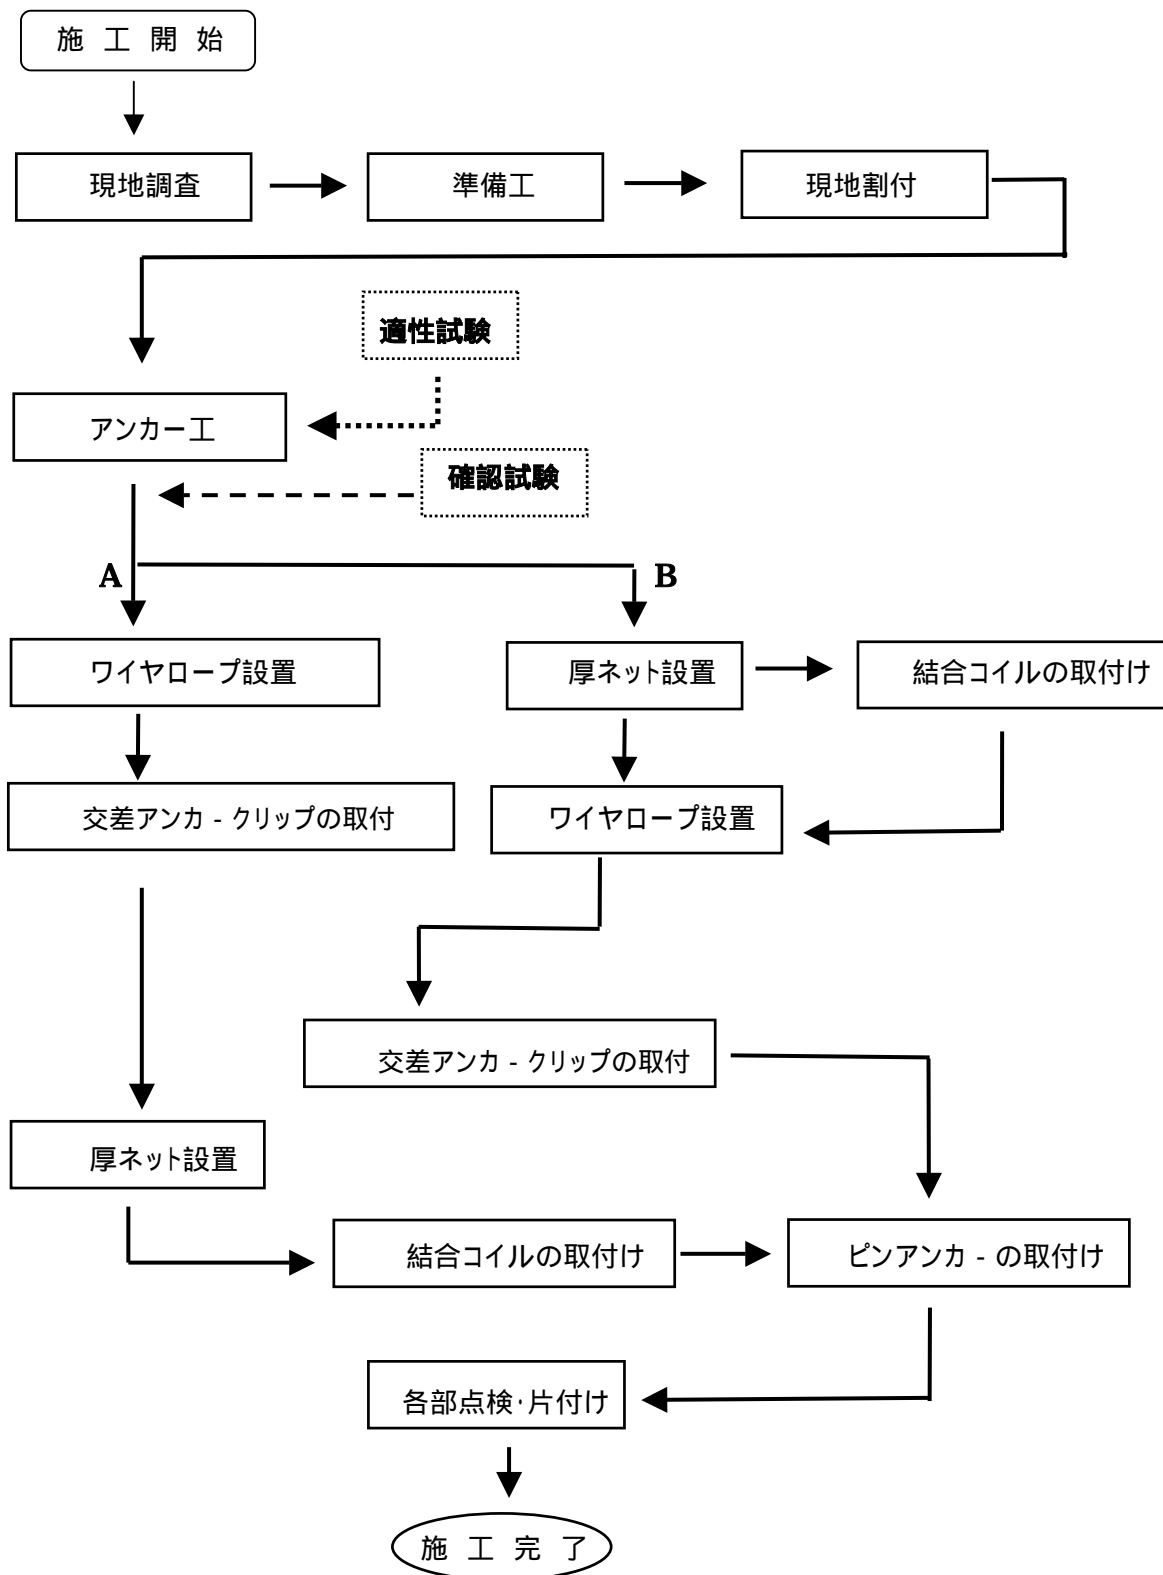 施 工 開 始
現地調査
準備工
現地割付
適性試験
アンカー工
確認試験
A
B
ワイヤロープ設置
厚ネット設置
結合コイルの取付け
交差アンカ - クリップの取付
ワイヤロープ設置
交差アンカ - クリップの取付
厚ネット設置
結合コイルの取付け
ピンアンカ - の取付け
各部点検・片付け
施 工 完 了